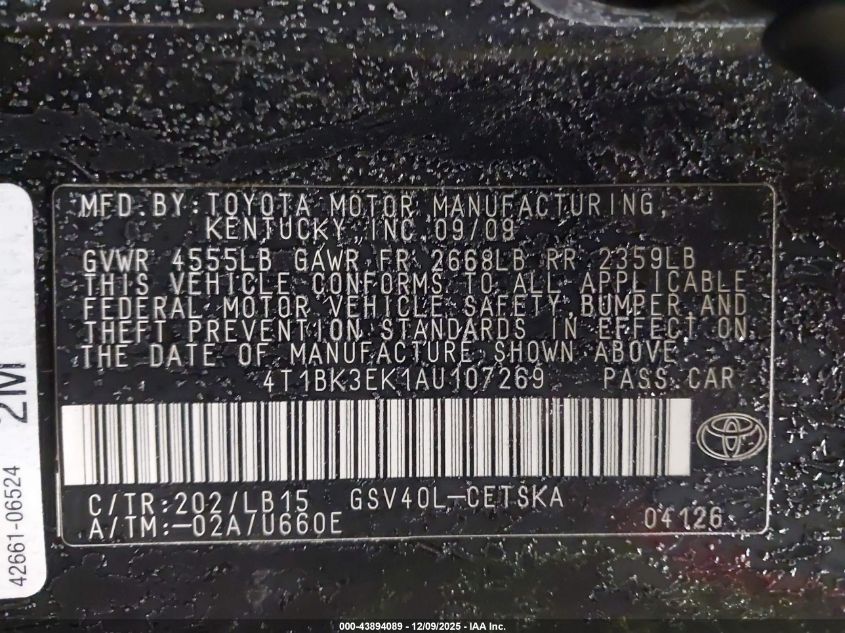 MFD.BY:TOYOTA MOTOR MANUFACTURING,
KENTUCKY,INC.09/09
GVWR 4555LB GAWR FR 2668LB RR 2359LB
THIS VEHICLE CONFORMS TO ALL APPLICABLE
FEDERAL MOTOR VEHICLE SAFETY,BUMPER,AND
THEFT PREVENTION STANDARDS IN EFFECT ON
THE DATE OF MANUFACTURE SHOWN ABOVE.
4T1BK3EK1AU107269 PASS.CAR
C/TR:202/LB15 GSV40L-CETSKA
A/TM:-02A/U660E 04126
2M
42661-06524
000-43894089 - 12/09/2025 - IAA Inc.